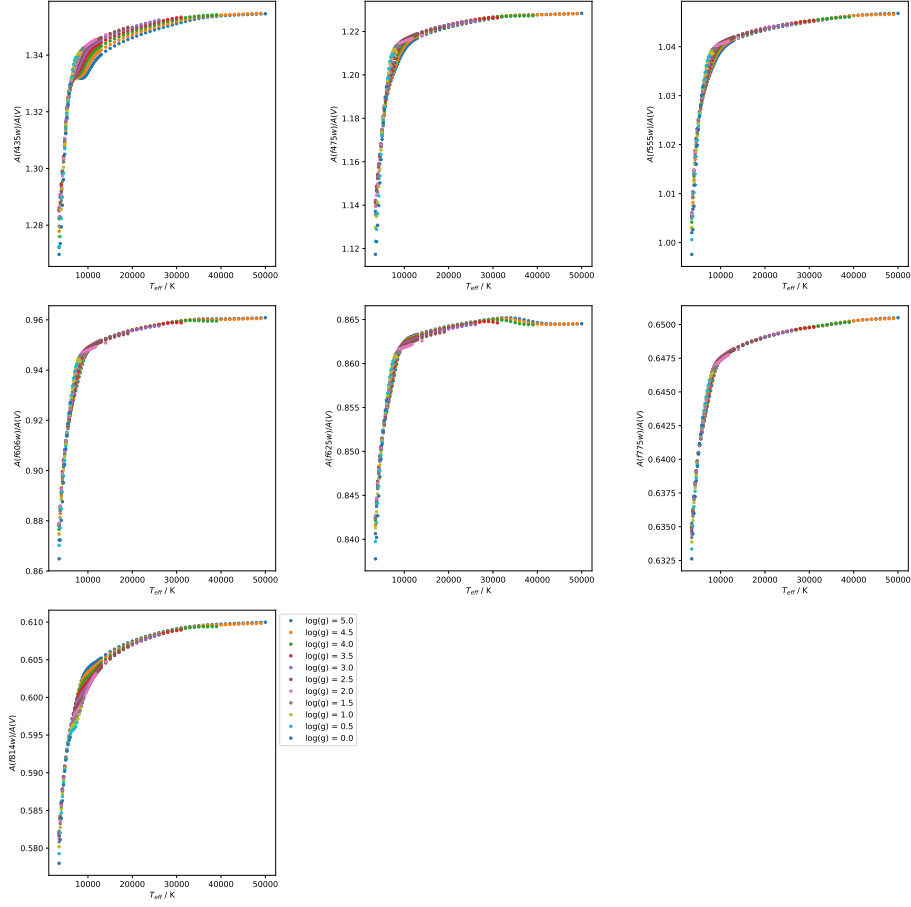 1.34
1.32
1.30
1.28
A(f435w)/A(V)
10000 20000 30000 40000 50000
T_eff / K
1.22
1.20
1.18
1.16
1.14
1.12
A(f475w)/A(V)
10000 20000 30000 40000 50000
T_eff / K
1.04
1.03
1.02
1.01
1.00
A(f555w)/A(V)
10000 20000 30000 40000 50000
T_eff / K
0.96
0.94
0.92
0.90
0.88
0.86
A(f606w)/A(V)
10000 20000 30000 40000 50000
T_eff / K
0.865
0.860
0.855
0.850
0.845
0.840
A(f625w)/A(V)
10000 20000 30000 40000 50000
T_eff / K
0.6500
0.6475
0.6450
0.6425
0.6400
0.6375
0.6350
0.6325
A(f775w)/A(V)
10000 20000 30000 40000 50000
T_eff / K
0.610
0.605
0.600
0.595
0.590
0.585
0.580
A(f814w)/A(V)
10000 20000 30000 40000 50000
T_eff / K
log(g) = 5.0
log(g) = 4.5
log(g) = 4.0
log(g) = 3.5
log(g) = 3.0
log(g) = 2.5
log(g) = 2.0
log(g) = 1.5
log(g) = 1.0
log(g) = 0.5
log(g) = 0.0